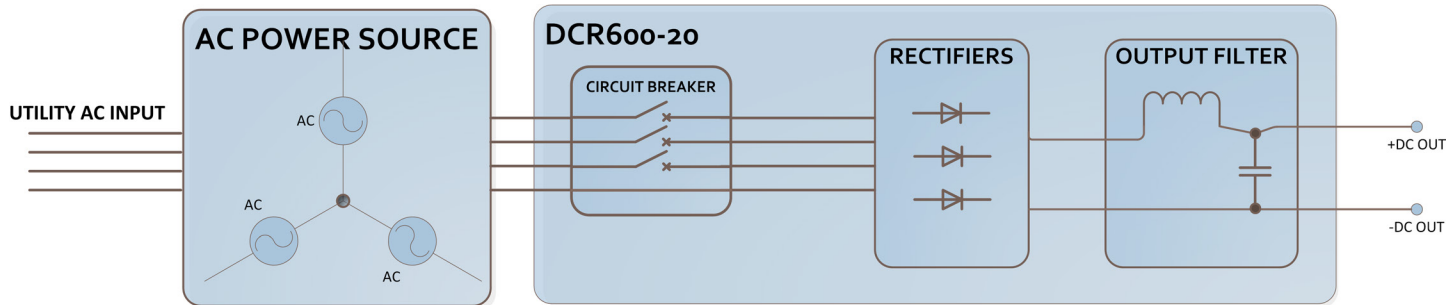 UTILITY AC INPUT
AC POWER SOURCE
AC
AC
AC
DCR600-20
CIRCUIT BREAKER
RECTIFIERS
OUTPUT FILTER
+DC OUT
-DC OUT